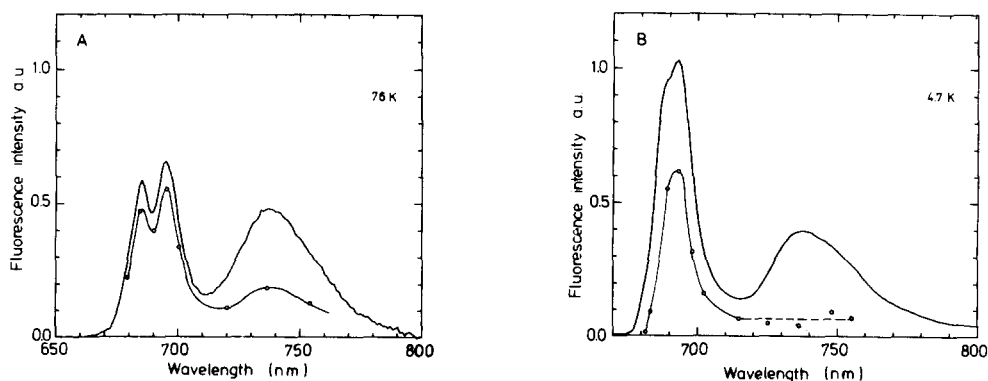 A
76 K
1.0
0.5
0.0
Fluorescence intensity a.u
650 700 750 800
Wavelength (nm)
B
4.7 K
1.0
0.5
0.0
Fluorescence intensity a.u
700 750 800
Wavelength (nm)